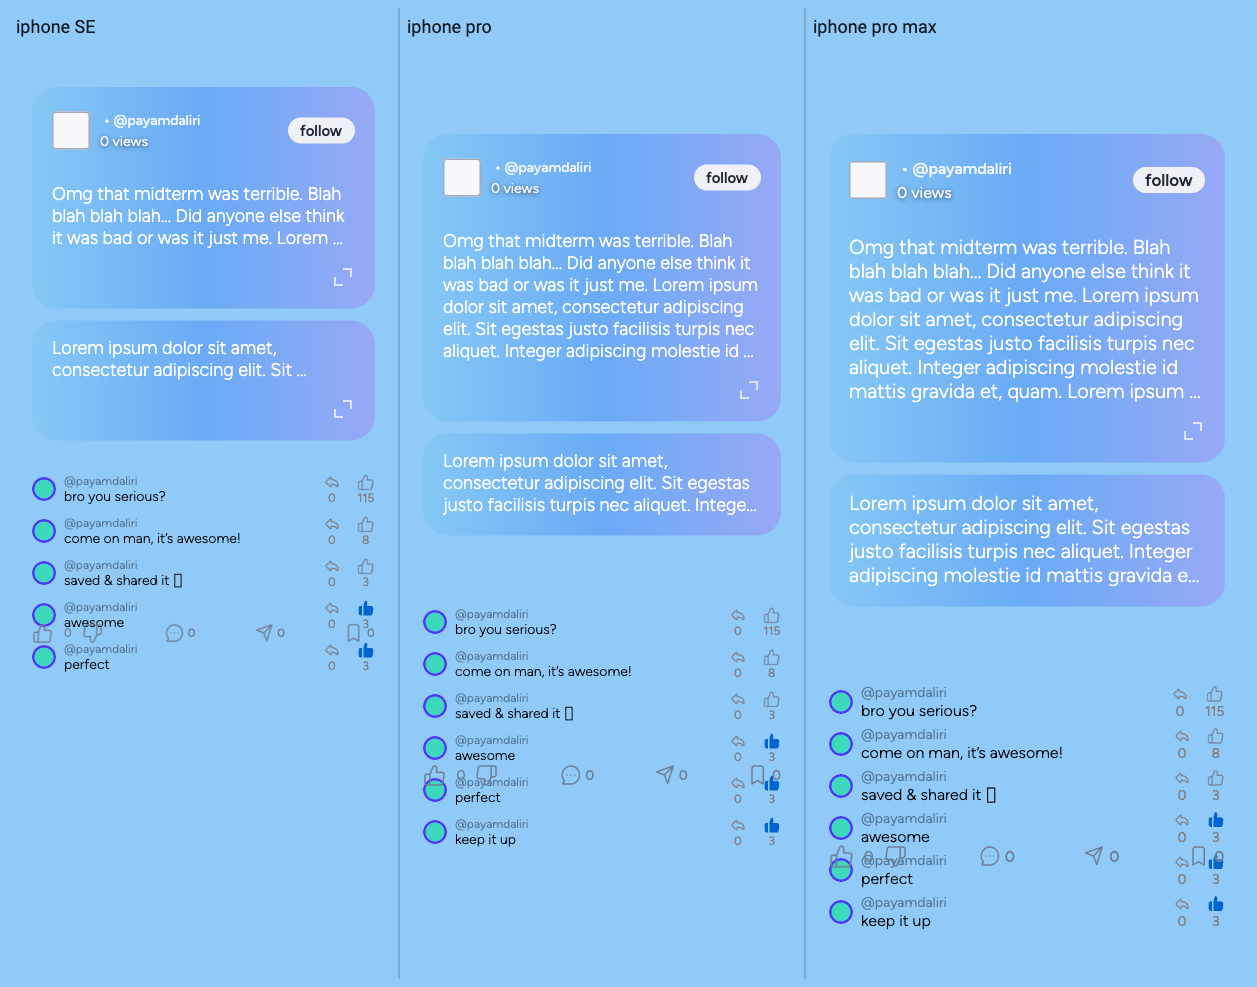 iphone SE
• @payamdaliri
0 views
follow
Omg that midterm was terrible. Blah
blah blah blah... Did anyone else think
it was bad or was it just me. Lorem ...
Lorem ipsum dolor sit amet,
consectetur adipiscing elit. Sit ...
@payamdaliri
bro you serious?
0 115
@payamdaliri
come on man, it's awesome!
0 8
@payamdaliri
saved & shared it
0 3
@payamdaliri
awesome
0 3
0 0 0 0
@payamdaliri
perfect
0 3
iphone pro
• @payamdaliri
0 views
follow
Omg that midterm was terrible. Blah
blah blah blah... Did anyone else think it
was bad or was it just me. Lorem ipsum
dolor sit amet, consectetur adipiscing
elit. Sit egestas justo facilisis turpis nec
aliquet. Integer adipiscing molestie id ...
Lorem ipsum dolor sit amet,
consectetur adipiscing elit. Sit egestas
justo facilisis turpis nec aliquet. Intege...
@payamdaliri
bro you serious?
0 115
@payamdaliri
come on man, it's awesome!
0 8
@payamdaliri
saved & shared it
0 3
@payamdaliri
awesome
0 3
0 0 0 0
@payamdaliri
perfect
0 3
@payamdaliri
keep it up
0 3
iphone pro max
• @payamdaliri
0 views
follow
Omg that midterm was terrible. Blah
blah blah blah... Did anyone else think it
was bad or was it just me. Lorem ipsum
dolor sit amet, consectetur adipiscing
elit. Sit egestas justo facilisis turpis nec
aliquet. Integer adipiscing molestie id
mattis gravida et, quam. Lorem ipsum ...
Lorem ipsum dolor sit amet,
consectetur adipiscing elit. Sit egestas
justo facilisis turpis nec aliquet. Integer
adipiscing molestie id mattis gravida e...
@payamdaliri
bro you serious?
0 115
@payamdaliri
come on man, it's awesome!
0 8
@payamdaliri
saved & shared it
0 3
@payamdaliri
awesome
0 3
0 0 0 0
@payamdaliri
perfect
0 3
@payamdaliri
keep it up
0 3